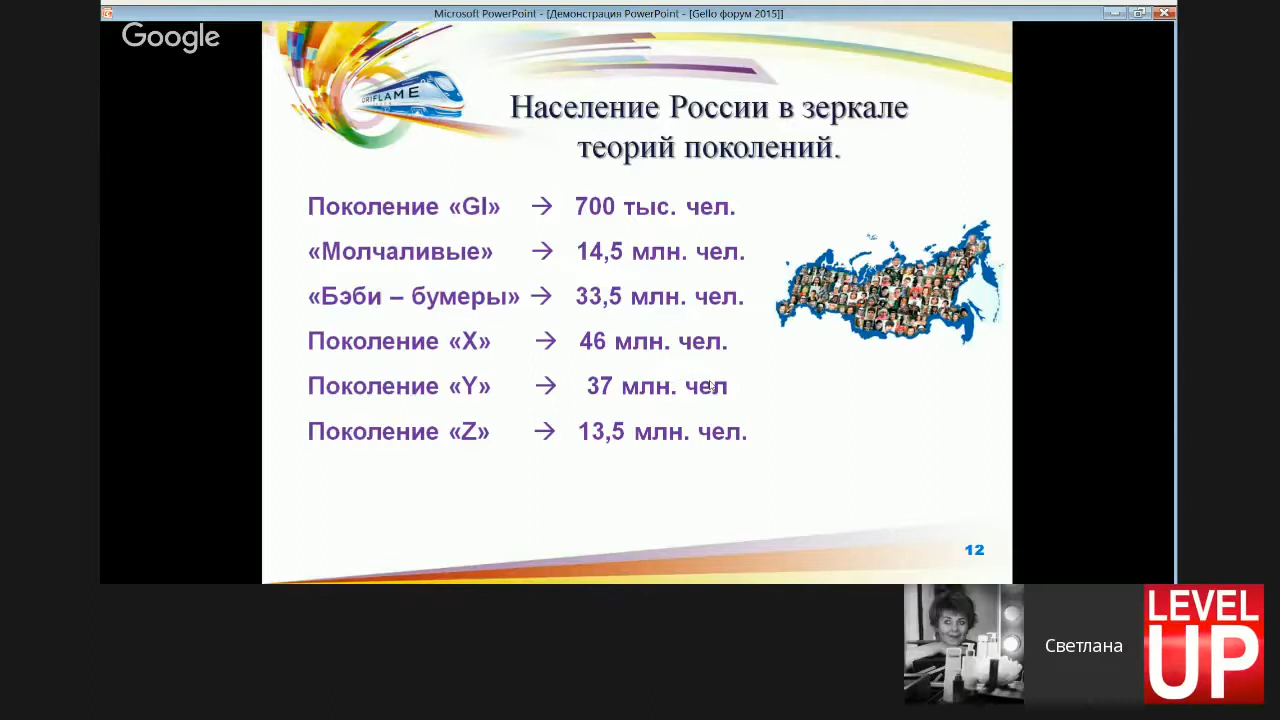 Microsoft PowerPoint - [Демонстрация PowerPoint - [Gello форум 2015]]
Google
ORIFLAME
Население России в зеркале
теорий поколений.
Поколение «GI» → 700 тыс. чел.
«Молчаливые» → 14,5 млн. чел.
«Бэби – бумеры» → 33,5 млн. чел.
Поколение «X» → 46 млн. чел.
Поколение «Y» → 37 млн. чел
Поколение «Z» → 13,5 млн. чел.
12
Светлана
LEVEL
UP